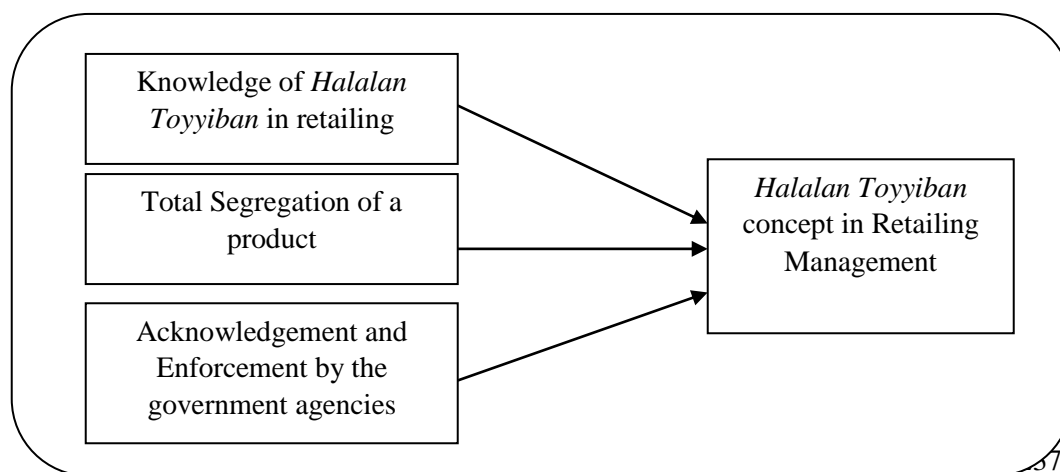 Knowledge of Halalan
Toyyiban in retailing
Total Segregation of a
product
Acknowledgement and
Enforcement by the
government agencies
Halalan Toyyiban
concept in Retailing
Management